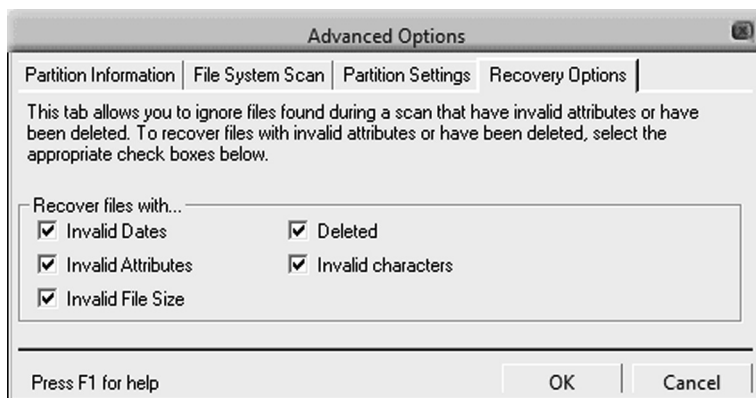 Advanced Options
Partition Information File System Scan Partition Settings Recovery Options
This tab allows you to ignore files found during a scan that have invalid attributes or have
been deleted. To recover files with invalid attributes or have been deleted, select the
appropriate check boxes below.
Recover files with...
Invalid Dates Deleted
Invalid Attributes Invalid characters
Invalid File Size
Press F1 for help OK Cancel